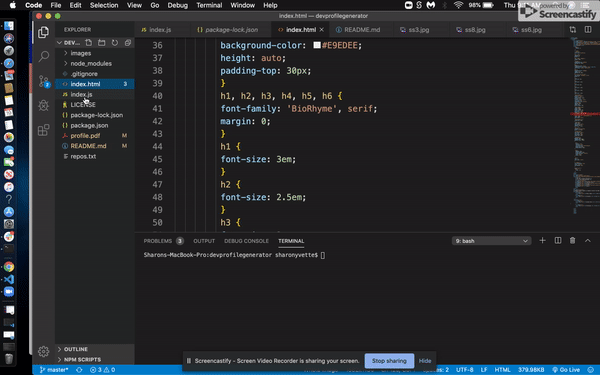 Code File Edit Selection View Go Debug Terminal Window Help 98%
powered by
Screencastify
index.html — devprofilegenerator
EXPLORER
index.js package-lock.json index.html README.md ss3.jpg ss8.jpg ss6.jpg
DEV...
images
node_modules
.gitignore
index.html 3
index.js
LICENSE
package-lock.json
package.json
profile.pdf M
README.md M
repos.txt
36 background-color: #E9EDEE;
37 height: auto;
38 padding-top: 30px;
39 }
40 h1, h2, h3, h4, h5, h6 {
41 font-family: 'BioRhyme', serif;
42 margin: 0;
43 }
44 h1 {
45 font-size: 3em;
46 }
47 h2 {
48 font-size: 2.5em;
49 }
50 h3 {
PROBLEMS 3 OUTPUT DEBUG CONSOLE TERMINAL 9: bash
Sharons-MacBook-Pro:devprofilegenerator sharonyvette$
OUTLINE
NPM SCRIPTS
Screencastify - Screen Video Recorder is sharing your screen. Stop sharing Hide
master* 3 0 UTF-8 LF HTML 379.98KB Go Live